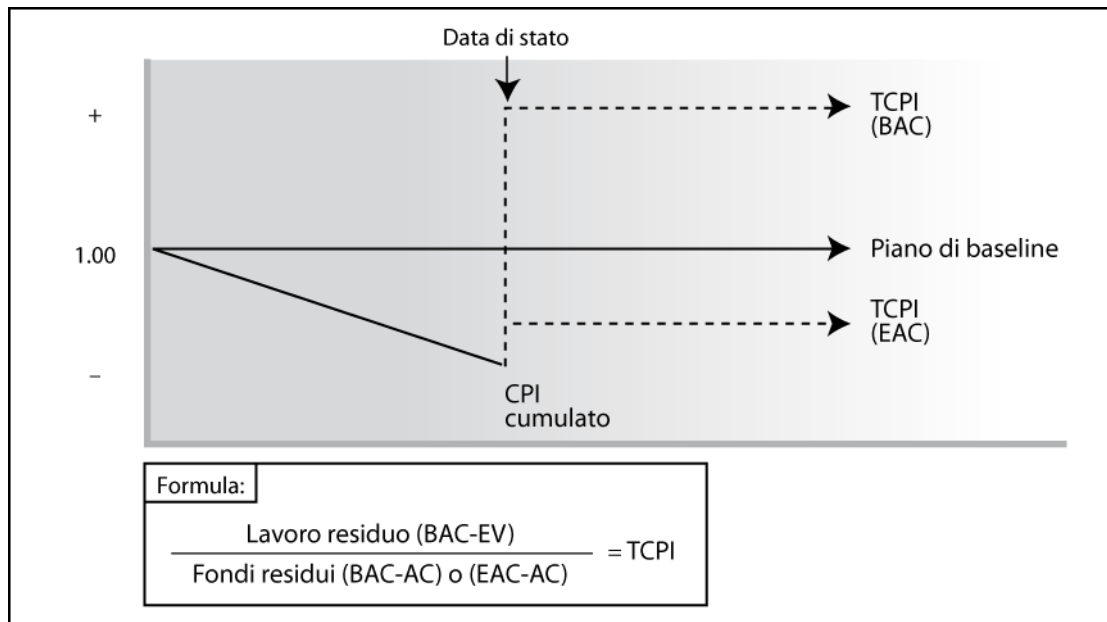 Data di stato
+
TCPI
(BAC)
1.00
Piano di baseline
TCPI
(EAC)
–
CPI
cumulato
Formula:
Lavoro residuo (BAC-EV)
Fondi residui (BAC-AC) o (EAC-AC)
= TCPI